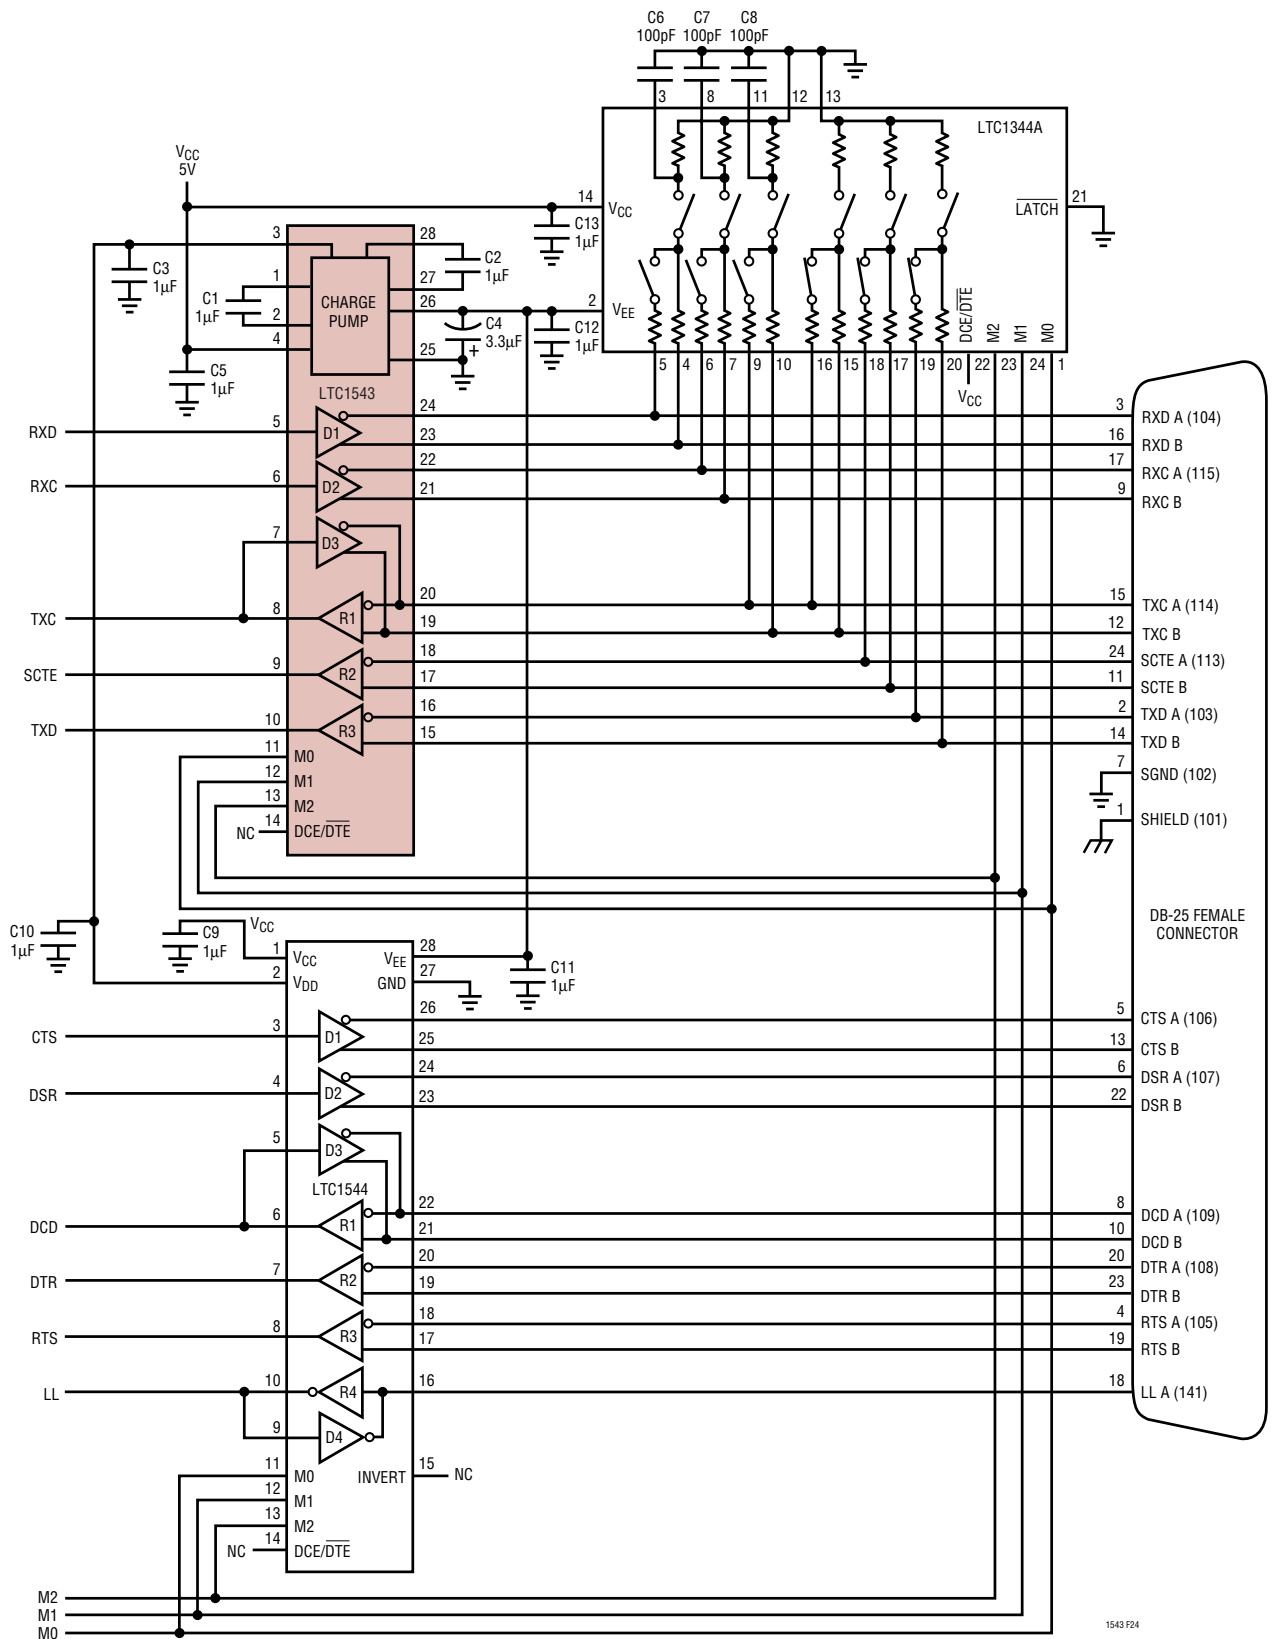 C6 C7 C8
100pF 100pF 100pF
3 8 11 12 13
LTC1344A
VCC
5V
14
VCC
LATCH
21
C13
1µF
3
28
C3
1µF
C2
1µF
1
27
C1
1µF
CHARGE
PUMP
26
2
VEE
2
C4
3.3µF
+
C12
1µF
DCE/DTE
M2
M1
M0
4
25
C5
1µF
LTC1543
5 4 6 7 9 10 16 15 18 17 19 20 22 23 24 1
VCC
RXD
5
D1
24
3
RXD A (104)
23
16
RXD B
RXC
6
D2
22
17
RXC A (115)
21
9
RXC B
7
D3
TXC
8
R1
20
15
TXC A (114)
19
12
TXC B
SCTE
9
R2
18
24
SCTE A (113)
17
11
SCTE B
TXD
10
R3
16
2
TXD A (103)
15
14
TXD B
11
M0
7
SGND (102)
12
M1
13
M2
1
SHIELD (101)
NC
14
DCE/DTE
C10
1µF
C9
1µF
VCC
DB-25 FEMALE
CONNECTOR
1
VCC
VEE
28
2
VDD
GND
27
C11
1µF
CTS
3
D1
26
5
CTS A (106)
25
13
CTS B
DSR
4
D2
24
6
DSR A (107)
23
22
DSR B
5
D3
LTC1544
DCD
6
R1
22
8
DCD A (109)
21
10
DCD B
DTR
7
R2
20
20
DTR A (108)
19
23
DTR B
RTS
8
R3
18
4
RTS A (105)
17
19
RTS B
LL
10
R4
16
18
LL A (141)
9
D4
11
M0
INVERT
15
NC
12
M1
13
M2
NC
14
DCE/DTE
M2
M1
M0
1543 F24